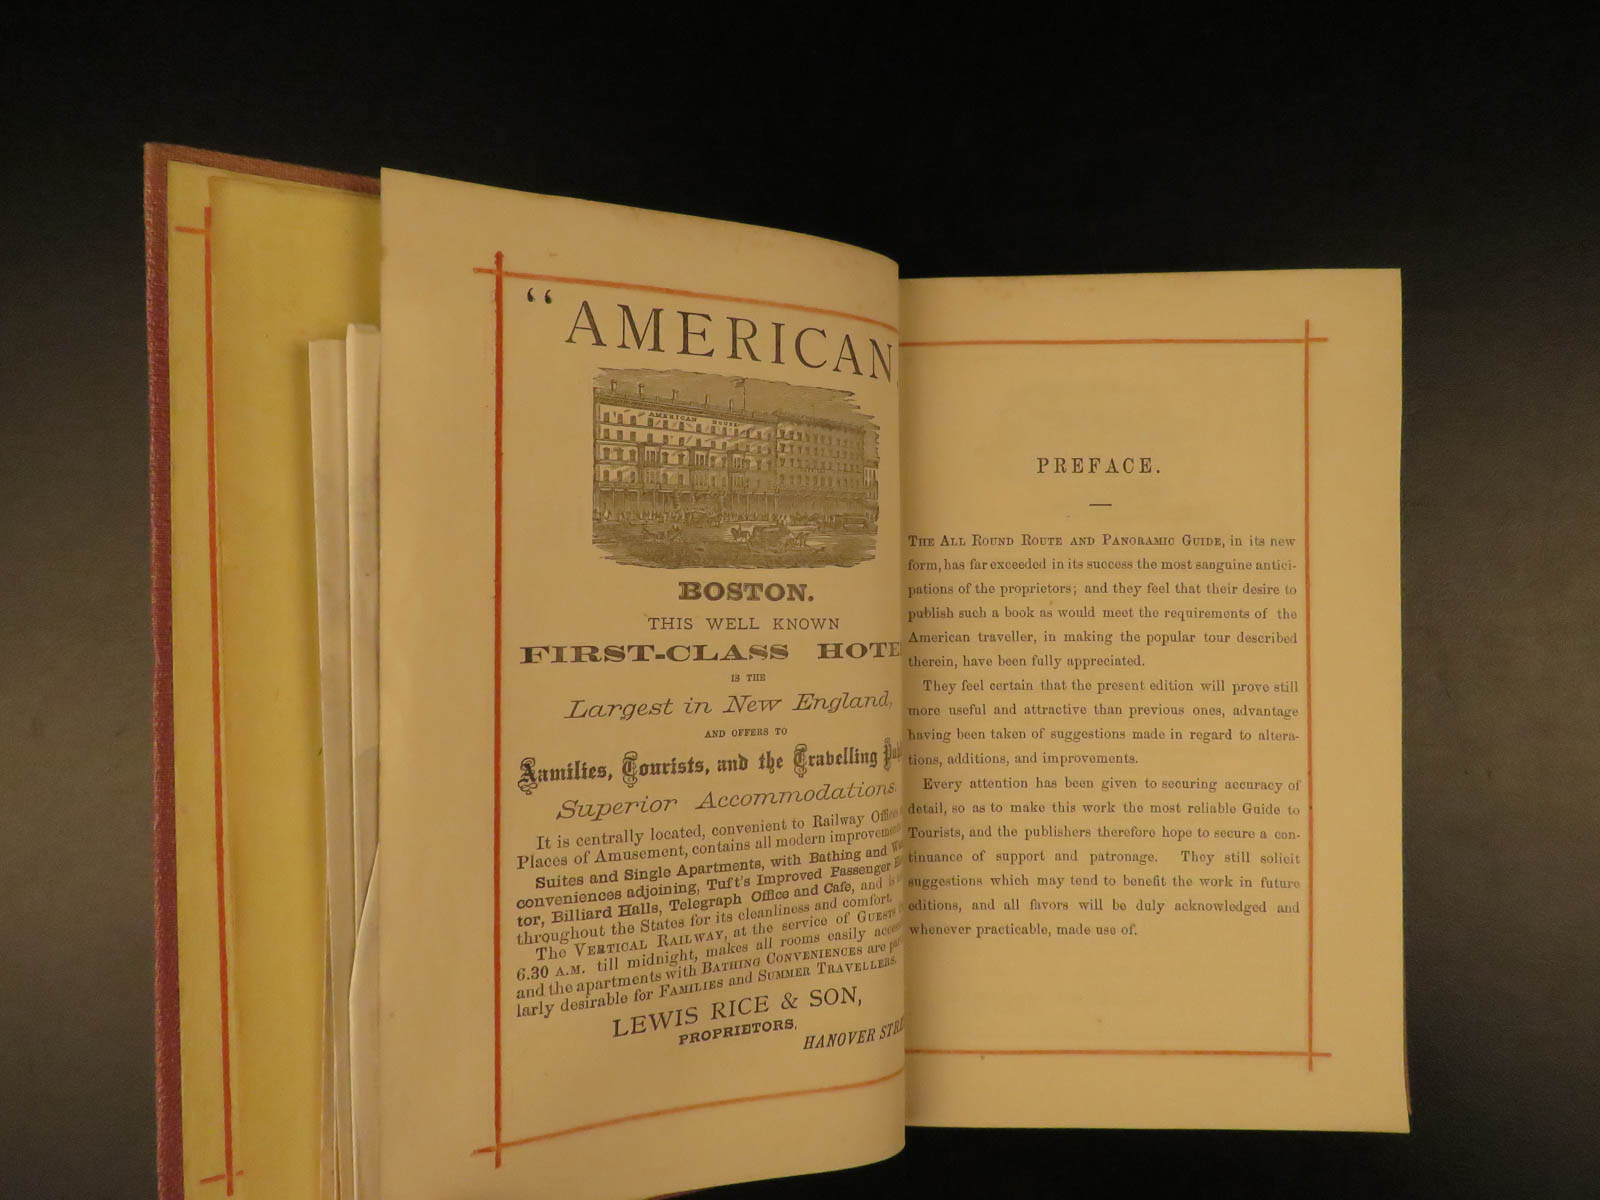 “AMERICAN,
AMERICAN HOUSE
BOSTON.
THIS WELL KNOWN
FIRST-CLASS HOTE
IS THE
Largest in New England,
AND OFFERS TO
Families, Tourists, and the Travelling
Superior Accommodations.
It is centrally located, convenient to Railway
Places of Amusement, contains all modern improvements
Suites and Single Apartments, with Bathing and
conveniences adjoining, Tuft's Improved Passenger
tor, Billiard Halls, Telegraph Office and Cafe, and is
throughout the States for its cleanliness and comfort.
The VERTICAL RAILWAY, at the service of GUESTS
6.30 A.M. till midnight, makes all rooms easily
and the apartments with BATHING CONVENIENCES are
larly desirable for FAMILIES and SUMMER TRAVELLERS.
LEWIS RICE & SON,
PROPRIETORS,
HANOVER
PREFACE.
THE ALL ROUND ROUTE AND PANORAMIC GUIDE, in its new
form, has far exceeded in its success the most sanguine antici-
pations of the proprietors; and they feel that their desire to
publish such a book as would meet the requirements of the
American traveller, in making the popular tour described
therein, have been fully appreciated.
They feel certain that the present edition will prove still
more useful and attractive than previous ones, advantage
having been taken of suggestions made in regard to altera-
tions, additions, and improvements.
Every attention has been given to securing accuracy of
detail, so as to make this work the most reliable Guide to
Tourists, and the publishers therefore hope to secure a con-
tinuance of support and patronage. They still solicit
suggestions which may tend to benefit the work in future
editions, and all favors will be duly acknowledged and
whenever practicable, made use of.